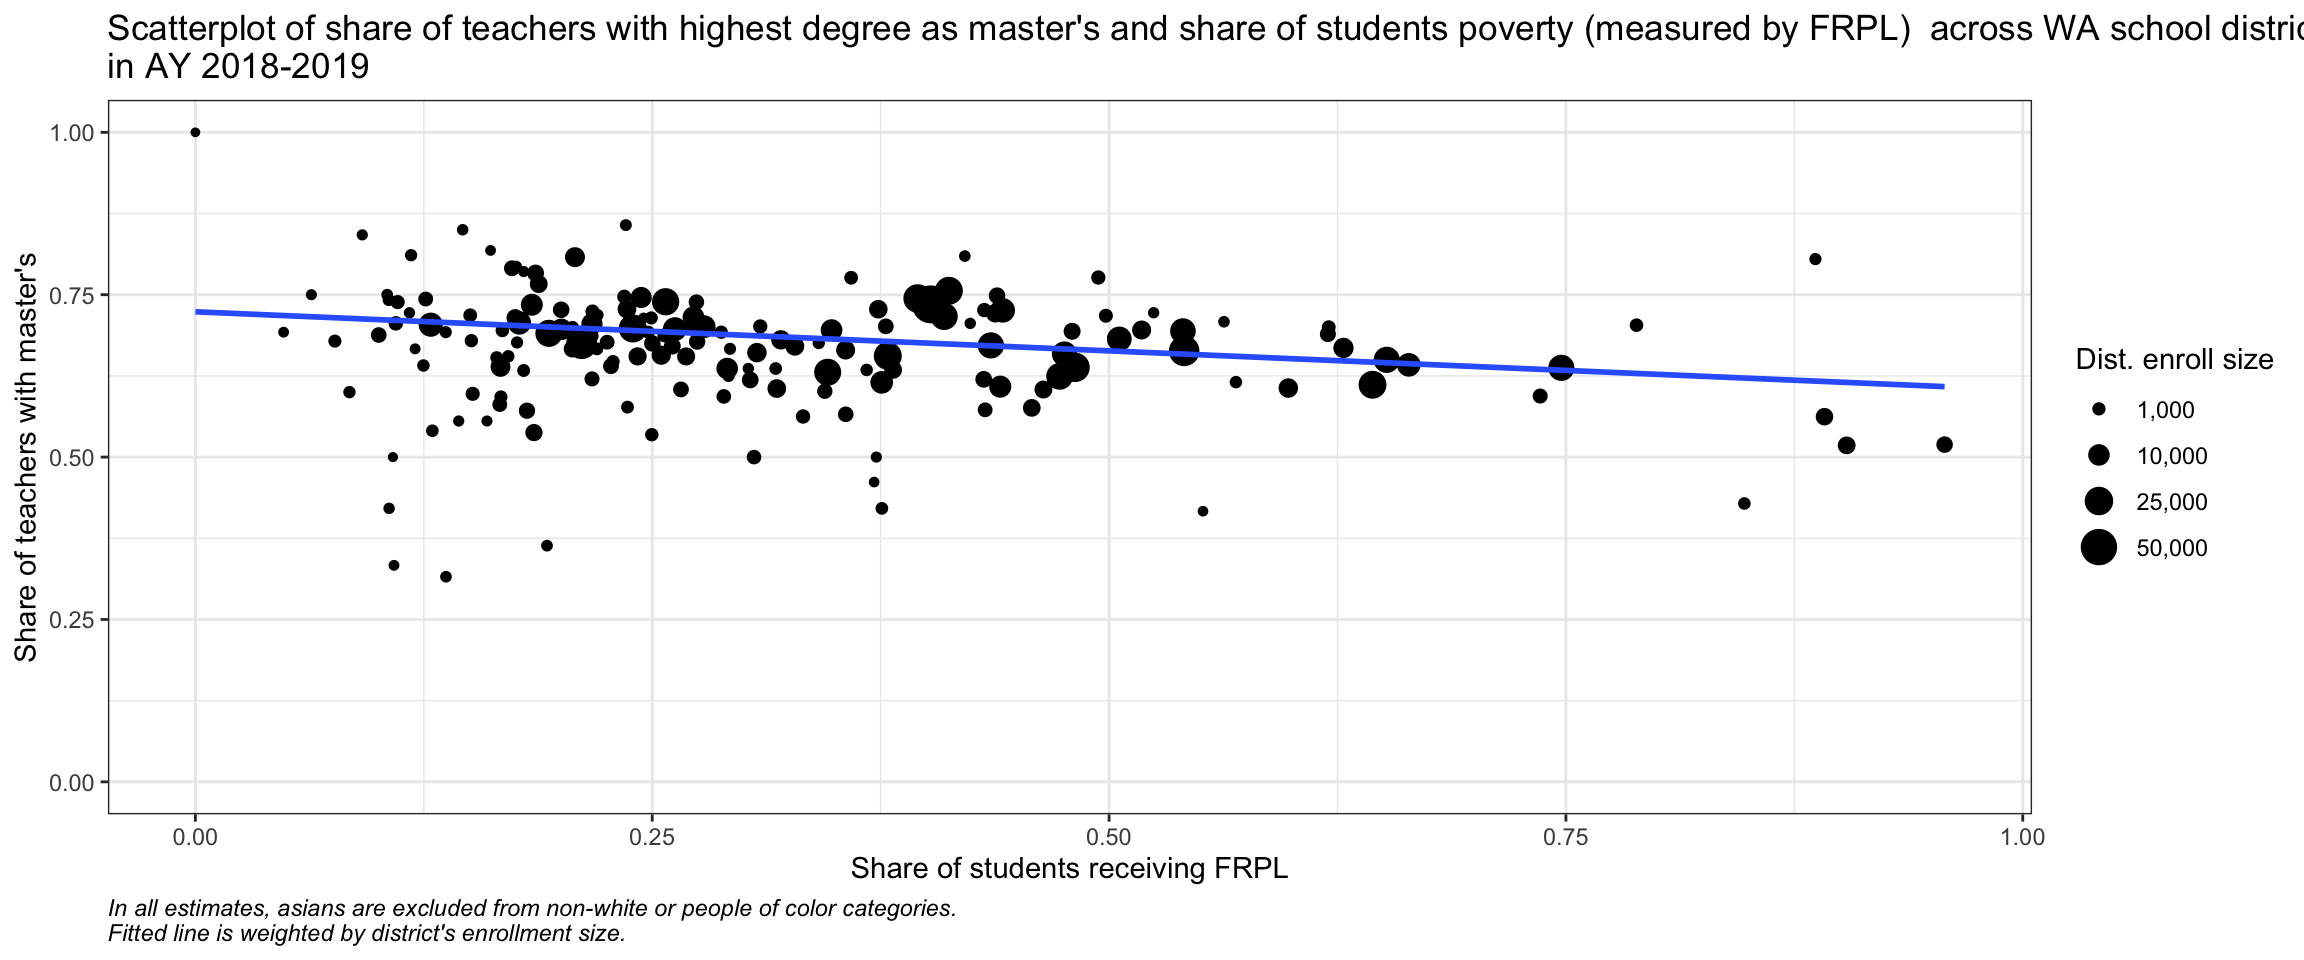 Scatterplot of share of teachers with highest degree as master's and share of students poverty (measured by FRPL)  across WA school distric
in AY 2018-2019
Share of teachers with master's
1.00
0.75
0.50
0.25
0.00
0.00 0.25 0.50 0.75 1.00
Share of students receiving FRPL
Dist. enroll size
1,000
10,000
25,000
50,000
In all estimates, asians are excluded from non-white or people of color categories.
Fitted line is weighted by district's enrollment size.